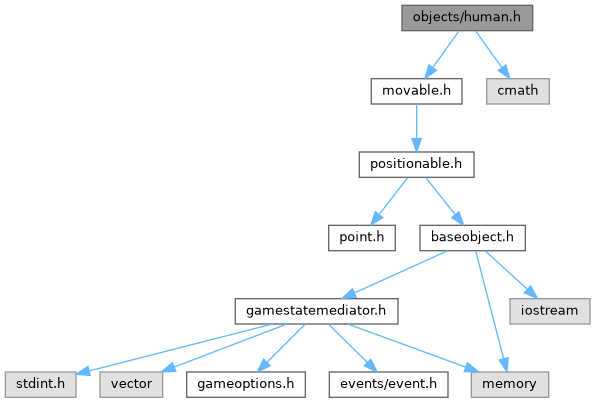 objects/human.h
movable.h
cmath
positionable.h
point.h
baseobject.h
gamestatemediator.h
iostream
stdint.h
vector
gameoptions.h
events/event.h
memory